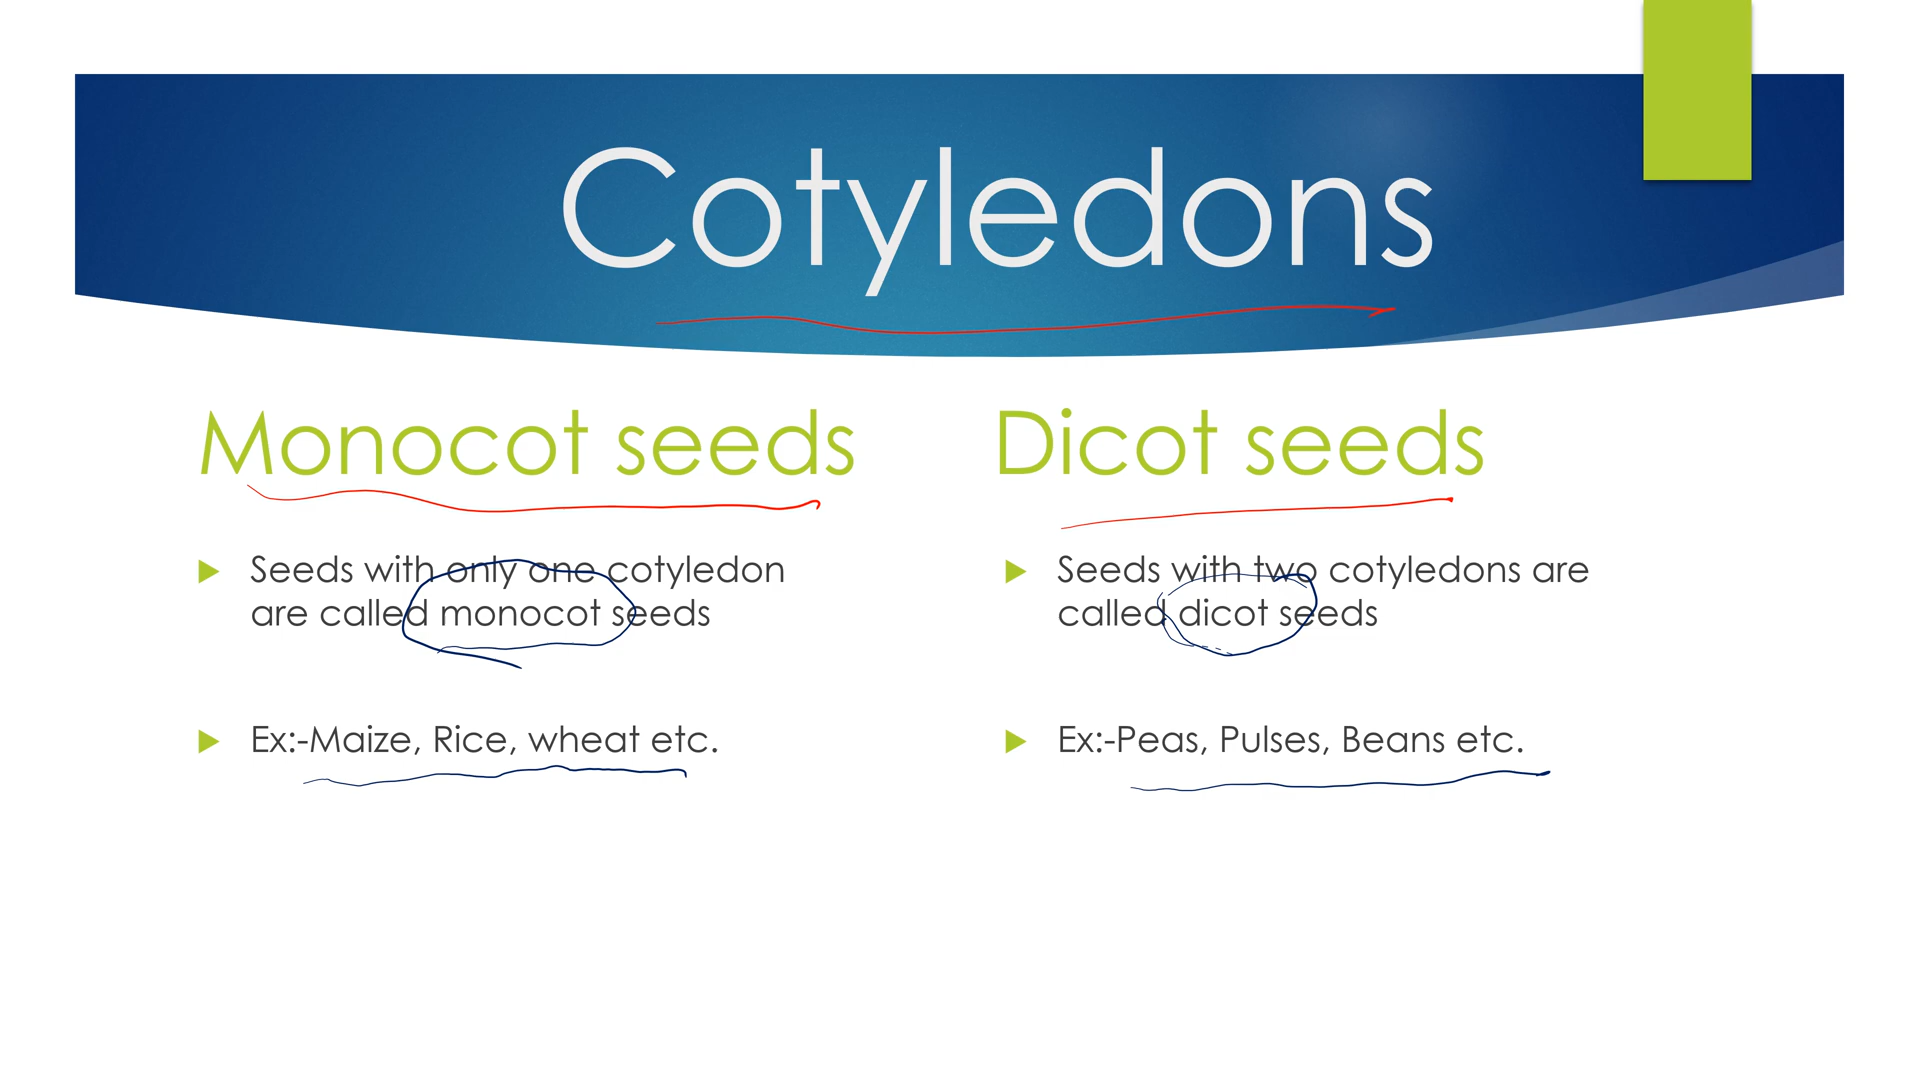 Cotyledons
Monocot seeds
Seeds with only one cotyledon
are called monocot seeds
Ex:-Maize, Rice, wheat etc.
Dicot seeds
Seeds with two cotyledons are
called dicot seeds
Ex:-Peas, Pulses, Beans etc.